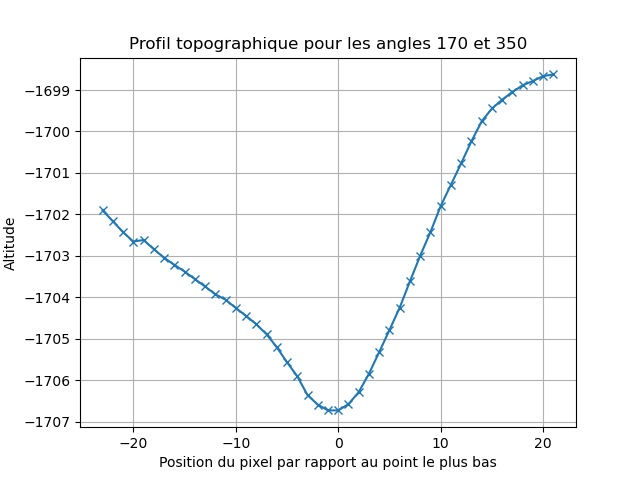 Profil topographique pour les angles 170 et 350
Altitude
−1699
−1700
−1701
−1702
−1703
−1704
−1705
−1706
−1707
−20 −10 0 10 20
Position du pixel par rapport au point le plus bas